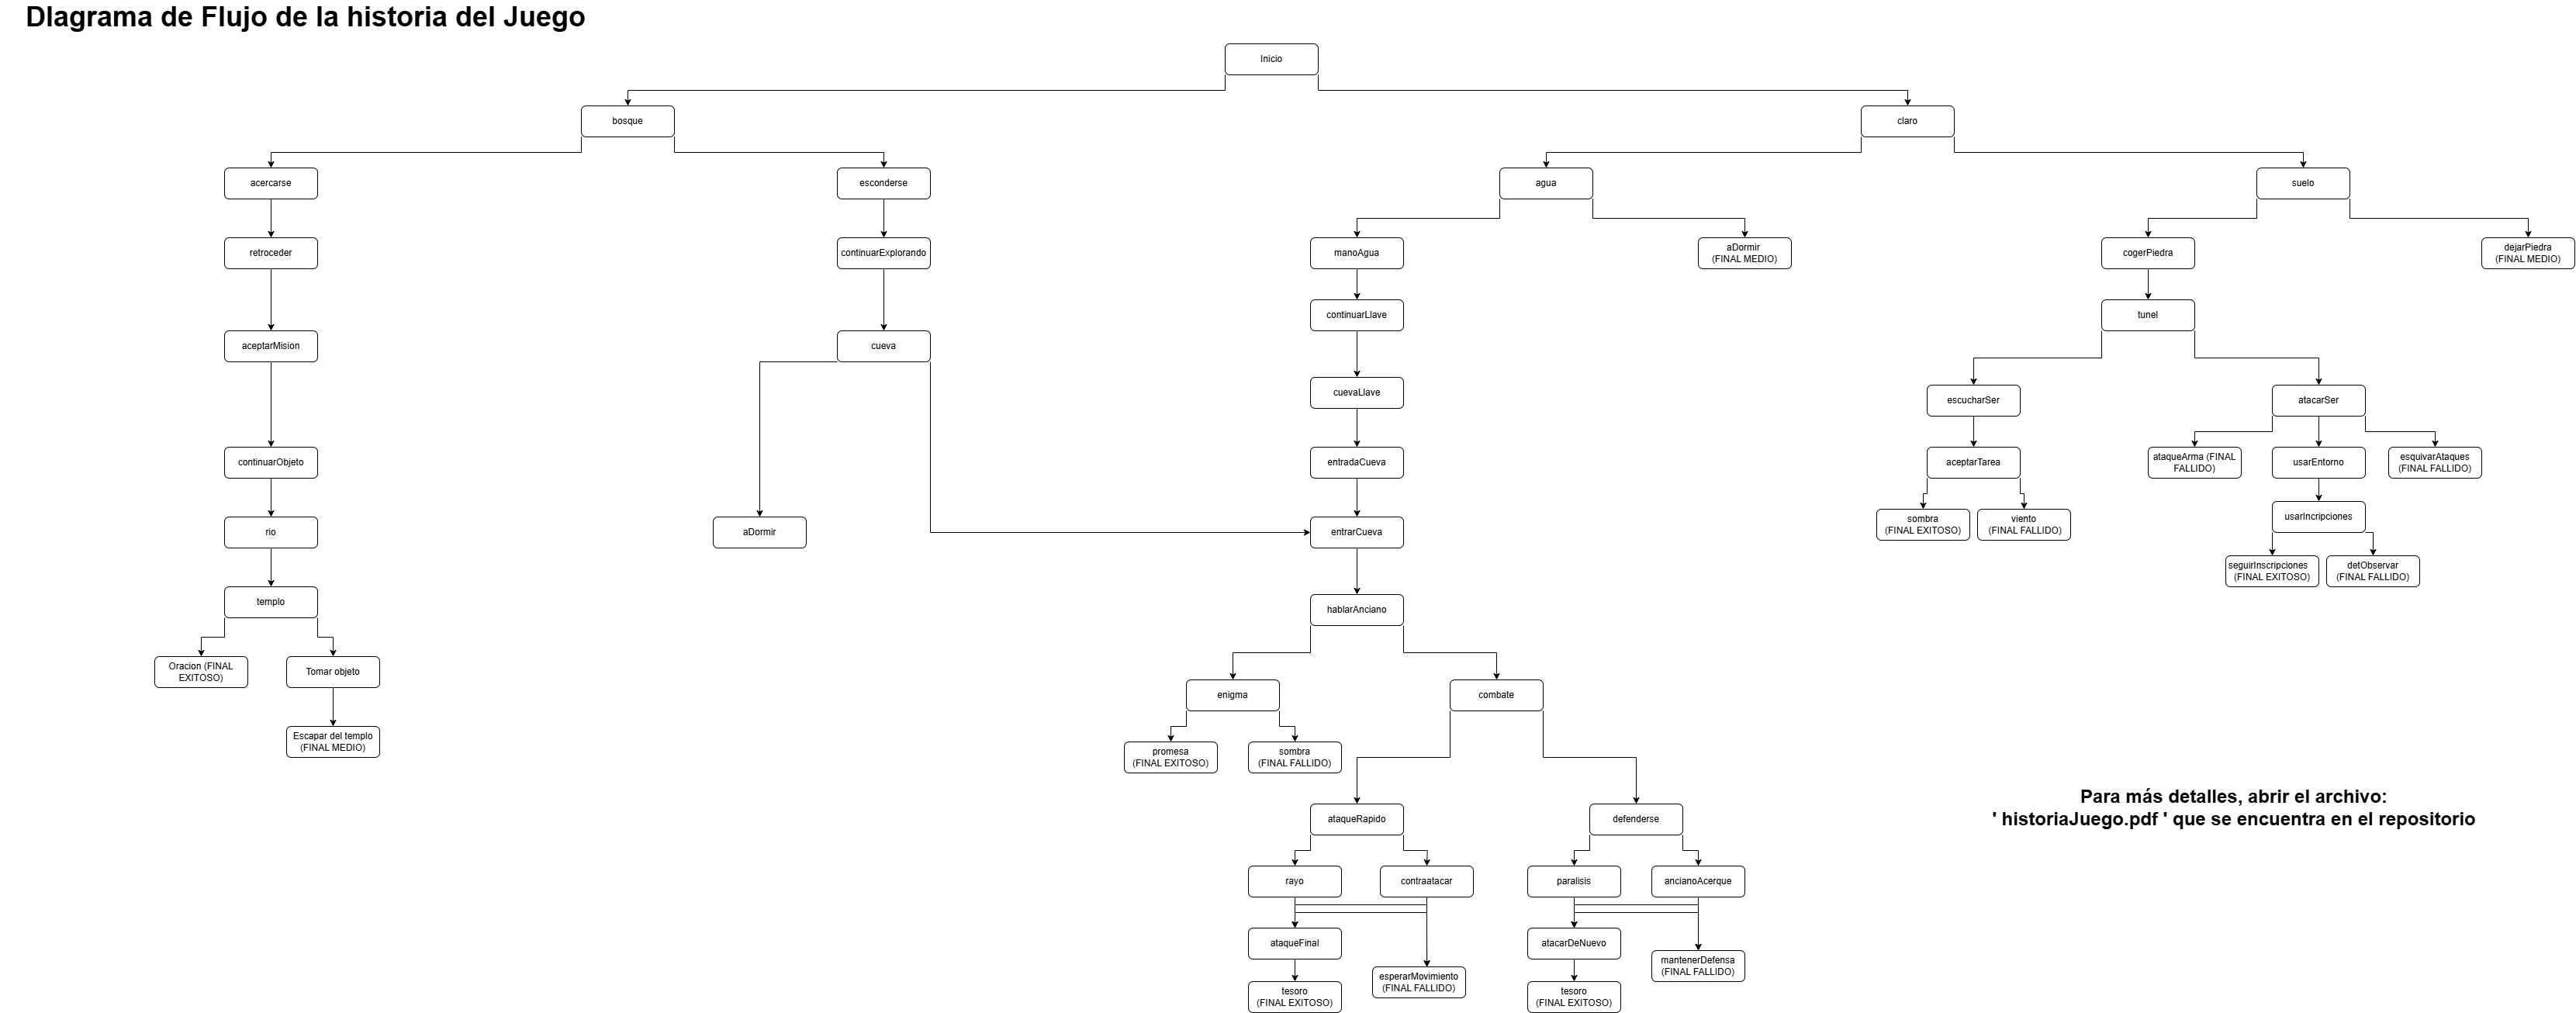 DIagrama de Flujo de la historia del Juego
Inicio
bosque
claro
acercarse
esconderse
agua
suelo
retroceder
continuarExplorando
manoAgua
aDormir
(FINAL MEDIO)
cogerPiedra
dejarPiedra
(FINAL MEDIO)
continuarLlave
tunel
aceptarMision
cueva
cuevaLlave
escucharSer
atacarSer
continuarObjeto
entradaCueva
aceptarTarea
ataqueArma (FINAL
FALLIDO)
usarEntorno
esquivarAtaques
(FINAL FALLIDO)
rio
aDormir
entrarCueva
sombra
(FINAL EXITOSO)
viento
(FINAL FALLIDO)
usarIncripciones
seguirInscripciones
(FINAL EXITOSO)
detObservar
(FINAL FALLIDO)
templo
hablarAnciano
Oracion (FINAL
EXITOSO)
Tomar objeto
enigma
combate
Escapar del templo
(FINAL MEDIO)
promesa
(FINAL EXITOSO)
sombra
(FINAL FALLIDO)
Para más detalles, abrir el archivo:
' historiaJuego.pdf ' que se encuentra en el repositorio
ataqueRapido
defenderse
rayo
contraatacar
paralisis
ancianoAcerque
ataqueFinal
atacarDeNuevo
mantenerDefensa
(FINAL FALLIDO)
esperarMovimiento
(FINAL FALLIDO)
tesoro
(FINAL EXITOSO)
tesoro
(FINAL EXITOSO)